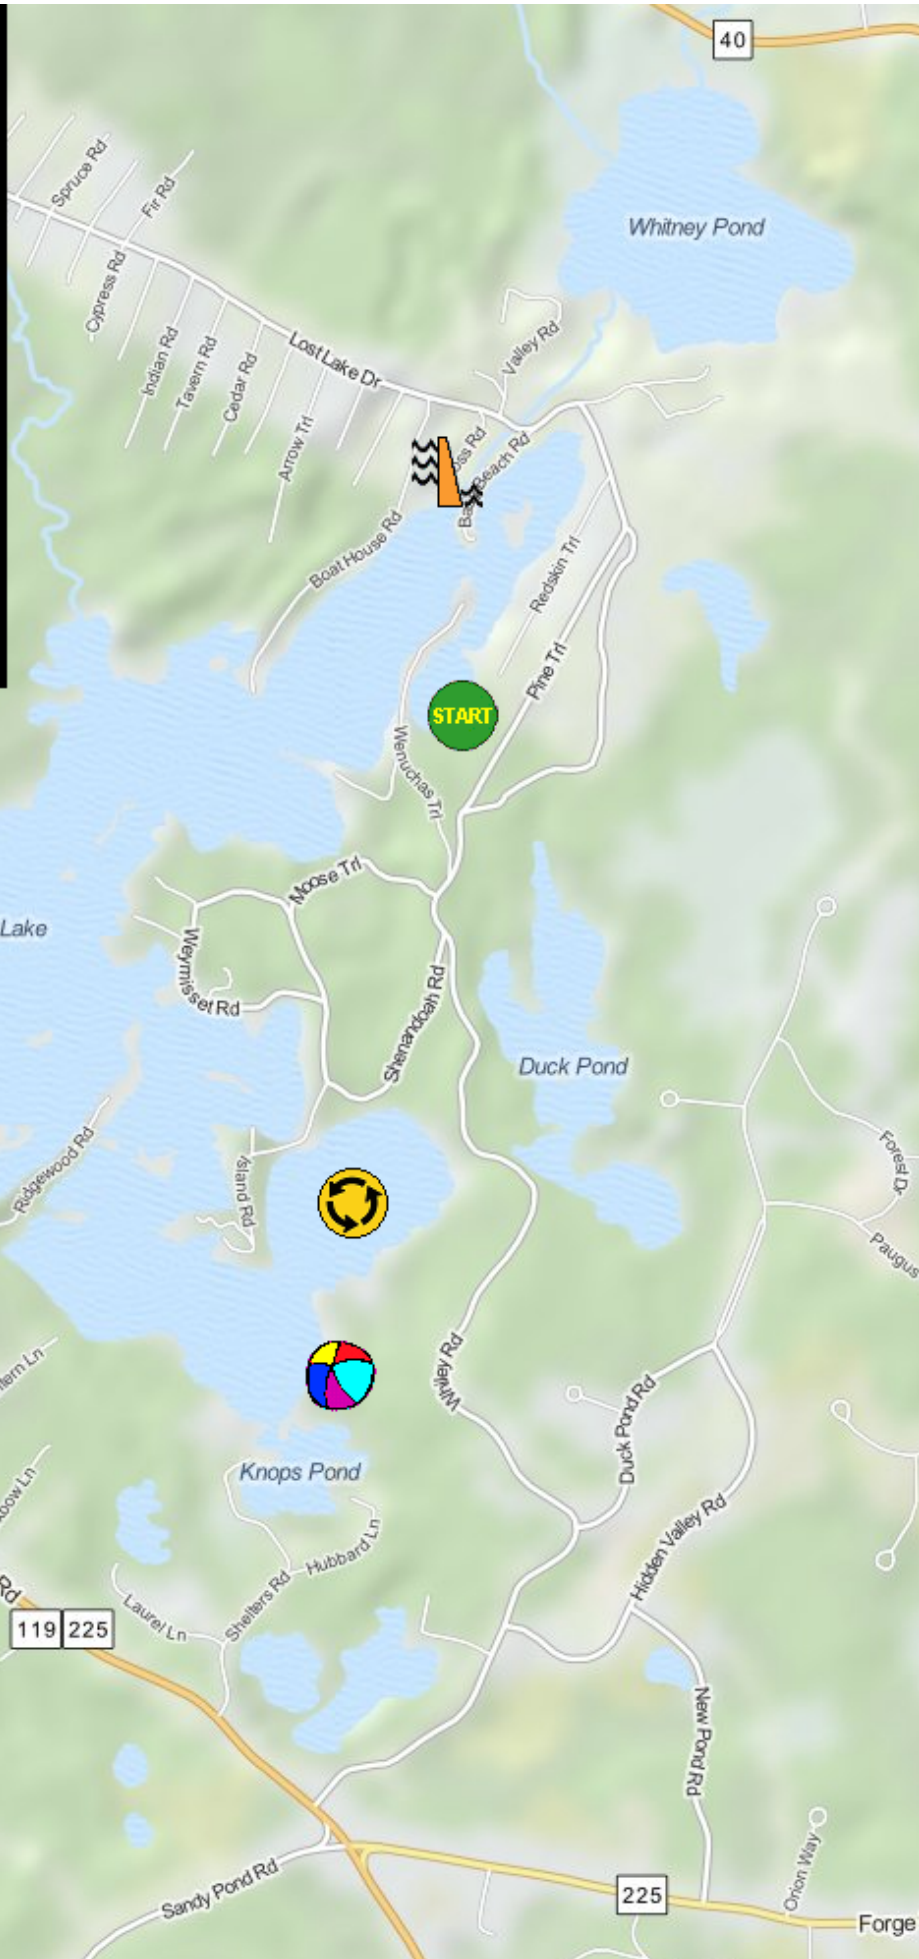 40
Spruce Rd
Fir Rd
Whitney Pond
Cypress Rd
Valley Rd
Lost Lake Dr
Indian Rd
Tavern Rd
Cedar Rd
Arrow Trl
Beach Rd
Boat House Rd
Redskin Trl
Pine Trl
START
Wenuchas Trl
Moose Trl
Lake
Weymisset Rd
Shenandoah Rd
Duck Pond
Ridgewood Rd
Island Rd
Forest Dr
Paugus
Whiley Rd
Duck Pond Rd
Knops Pond
Hidden Valley Rd
Hubbard Ln
Shelters Rd
Laurel Ln
Rd
119 225
New Pond Rd
Orion Way
Sandy Pond Rd
225
Forge